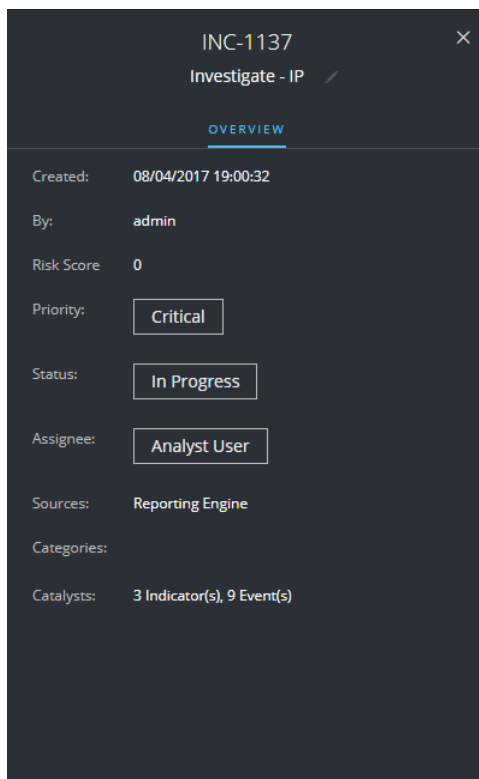 INC-1137
Investigate - IP
OVERVIEW
Created: 08/04/2017 19:00:32
By: admin
Risk Score 0
Priority: Critical
Status: In Progress
Assignee: Analyst User
Sources: Reporting Engine
Categories:
Catalysts: 3 Indicator(s), 9 Event(s)